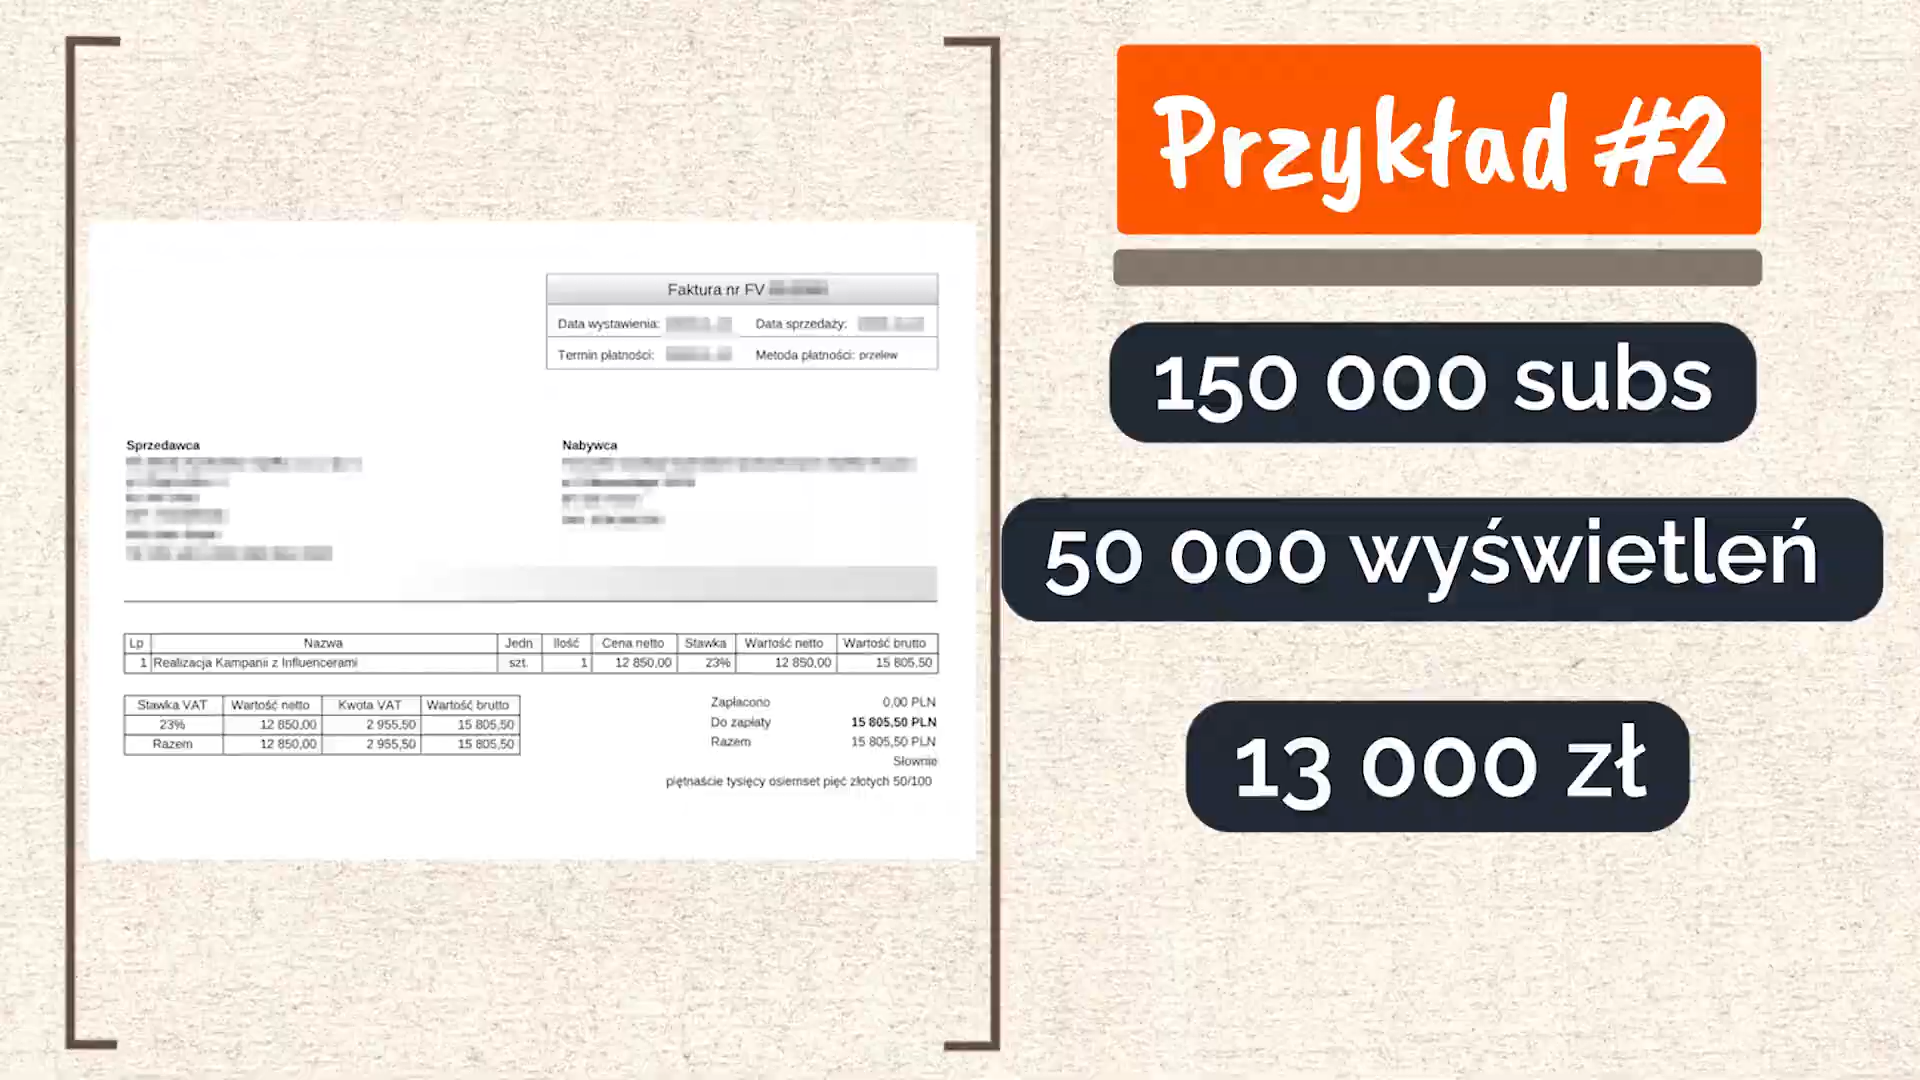 Przykład #2
150 000 subs
50 000 wyświetleń
13 000 zł
Faktura nr FV
Data wystawienia: Data sprzedaży:
Termin płatności: Metoda płatności: przelew
Sprzedawca Nabywca
Lp Nazwa Jedn Ilość Cena netto Stawka Wartość netto Wartość brutto
1 Realizacja Kampanii z Influencerami szt. 1 12 850,00 23% 12 850,00 15 805,50
Stawka VAT Wartość netto Kwota VAT Wartość brutto
23% 12 850,00 2 955,50 15 805,50
Razem 12 850,00 2 955,50 15 805,50
Zapłacono 0,00 PLN
Do zapłaty 15 805,50 PLN
Razem 15 805,50 PLN
Słownie
piętnaście tysięcy osiemset pięć złotych 50/100